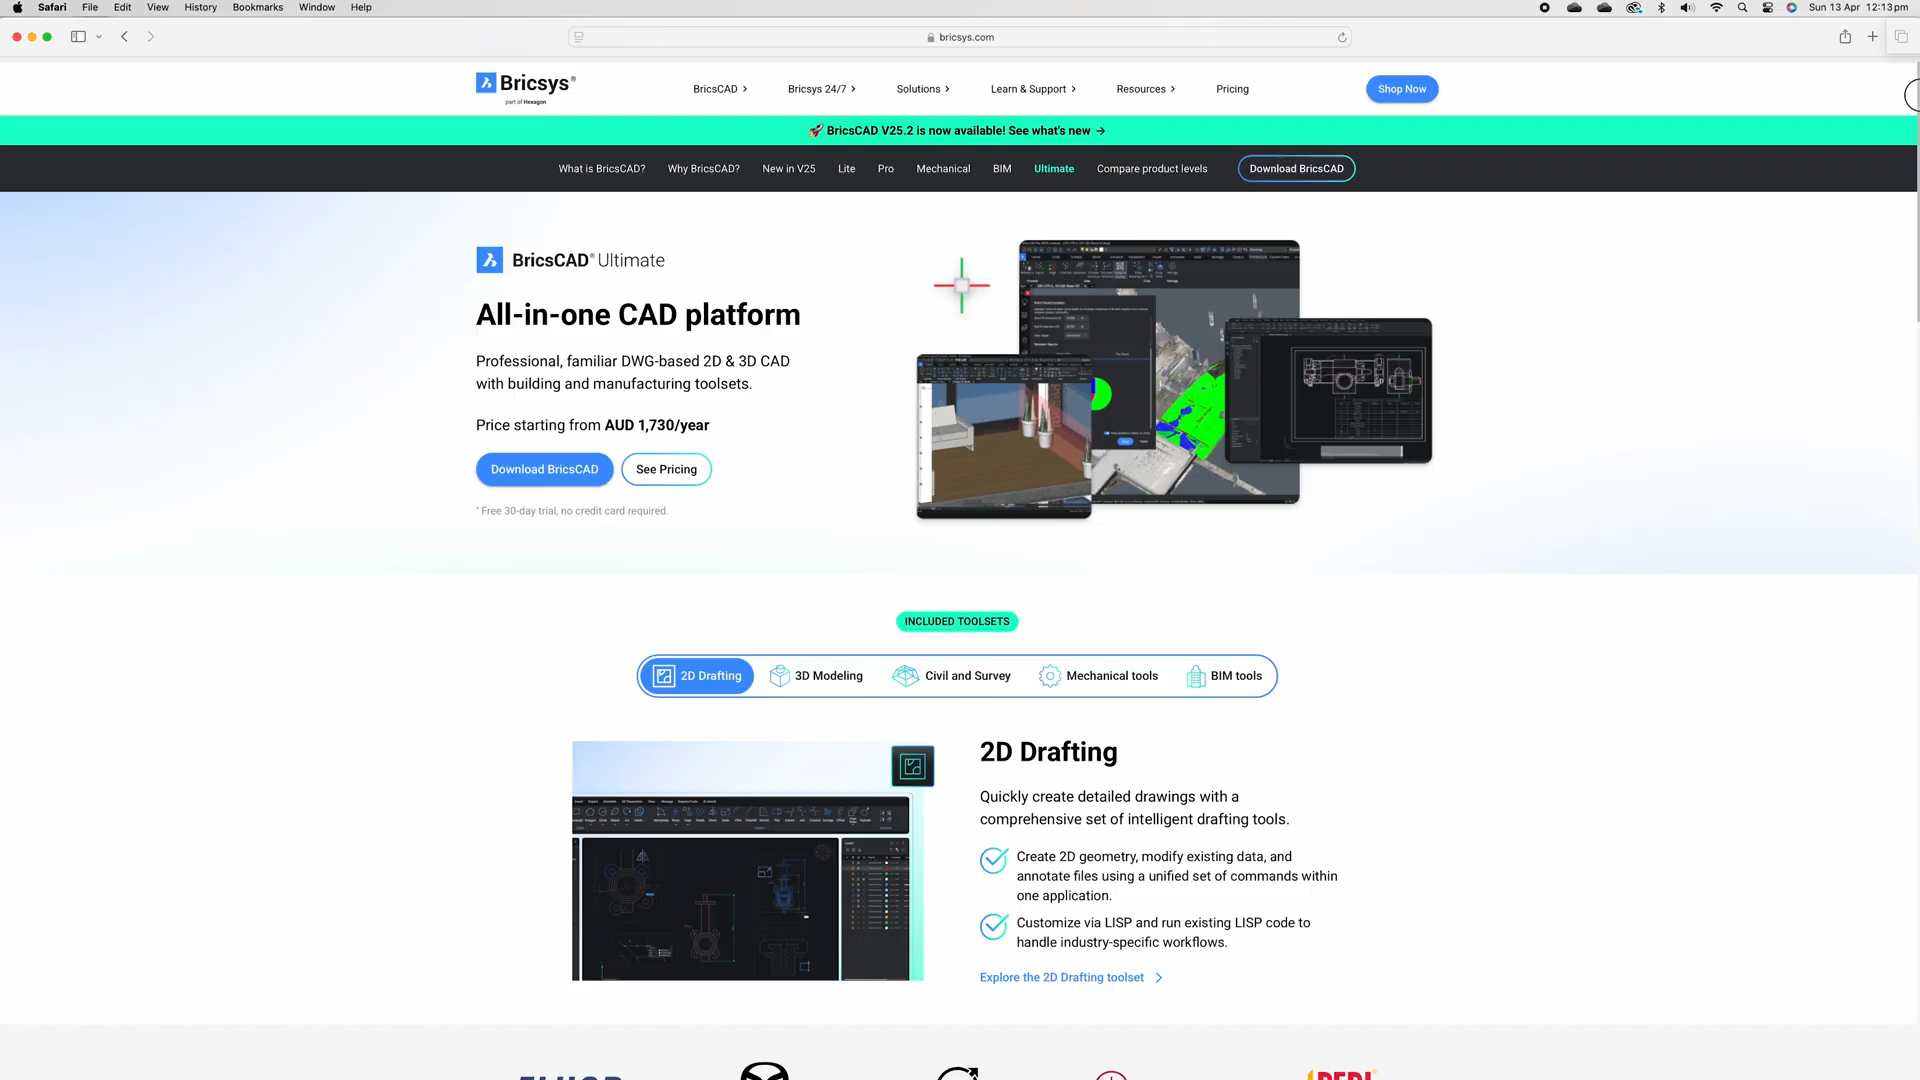 Safari File Edit View History Bookmarks Window Help
Sun 13 Apr 12:13pm
bricsys.com
Bricsys®
part of Hexagon
BricsCAD Bricsys 24/7 Solutions Learn & Support Resources Pricing Shop Now
🚀 BricsCAD V25.2 is now available! See what's new →
What is BricsCAD? Why BricsCAD? New in V25 Lite Pro Mechanical BIM Ultimate Compare product levels Download BricsCAD
BricsCAD® Ultimate
All-in-one CAD platform
Professional, familiar DWG-based 2D & 3D CAD
with building and manufacturing toolsets.
Price starting from AUD 1,730/year
Download BricsCAD See Pricing
* Free 30-day trial, no credit card required.
INCLUDED TOOLSETS
2D Drafting 3D Modeling Civil and Survey Mechanical tools BIM tools
2D Drafting
Quickly create detailed drawings with a
comprehensive set of intelligent drafting tools.
Create 2D geometry, modify existing data, and
annotate files using a unified set of commands within
one application.
Customize via LISP and run existing LISP code to
handle industry-specific workflows.
Explore the 2D Drafting toolset